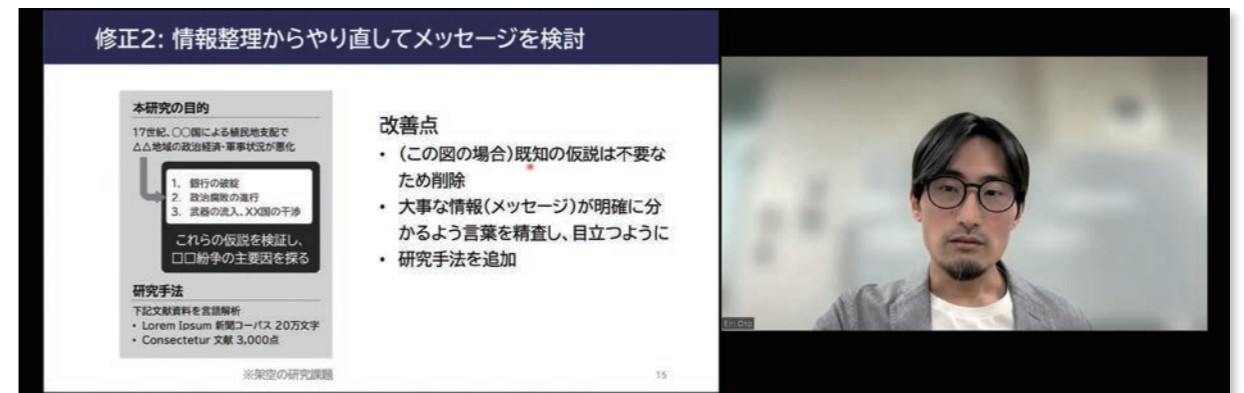 修正2: 情報整理からやり直してメッセージを検討
本研究の目的
17世紀、〇〇国による植民地支配で
△△地域の政治経済・軍事状況が悪化
1. 銀行の破綻
2. 政治腐敗の進行
3. 武器の流入、XX国の干渉
これらの仮説を検証し、
□□紛争の主要因を探る
研究手法
下記文献資料を言語解析
• Lorem Ipsum 新聞コーパス 20万文字
• Consectetur 文献 3,000点
※架空の研究課題
改善点
• (この図の場合)既知の仮説は不要な
ため削除
• 大事な情報(メッセージ)が明確に分
かるよう言葉を精査し、目立つように
• 研究手法を追加
15